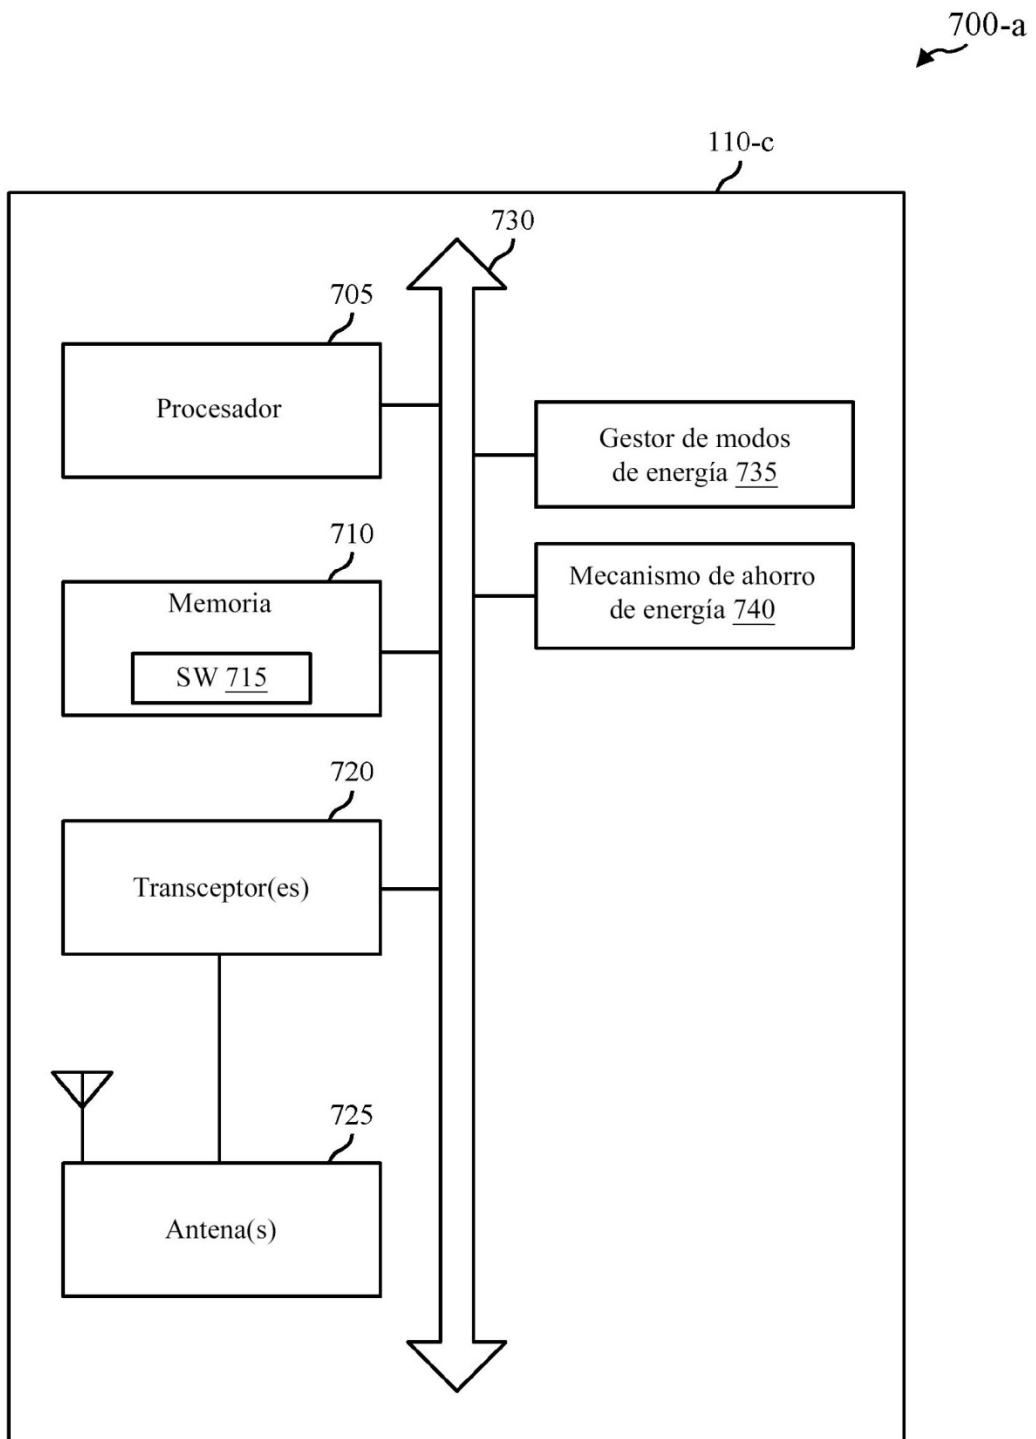 700-a
110-c
730
705
Procesador
Gestor de modos
de energía 735
710
Memoria
SW 715
Mecanismo de ahorro
de energía 740
720
Transceptor(es)
725
Antena(s)